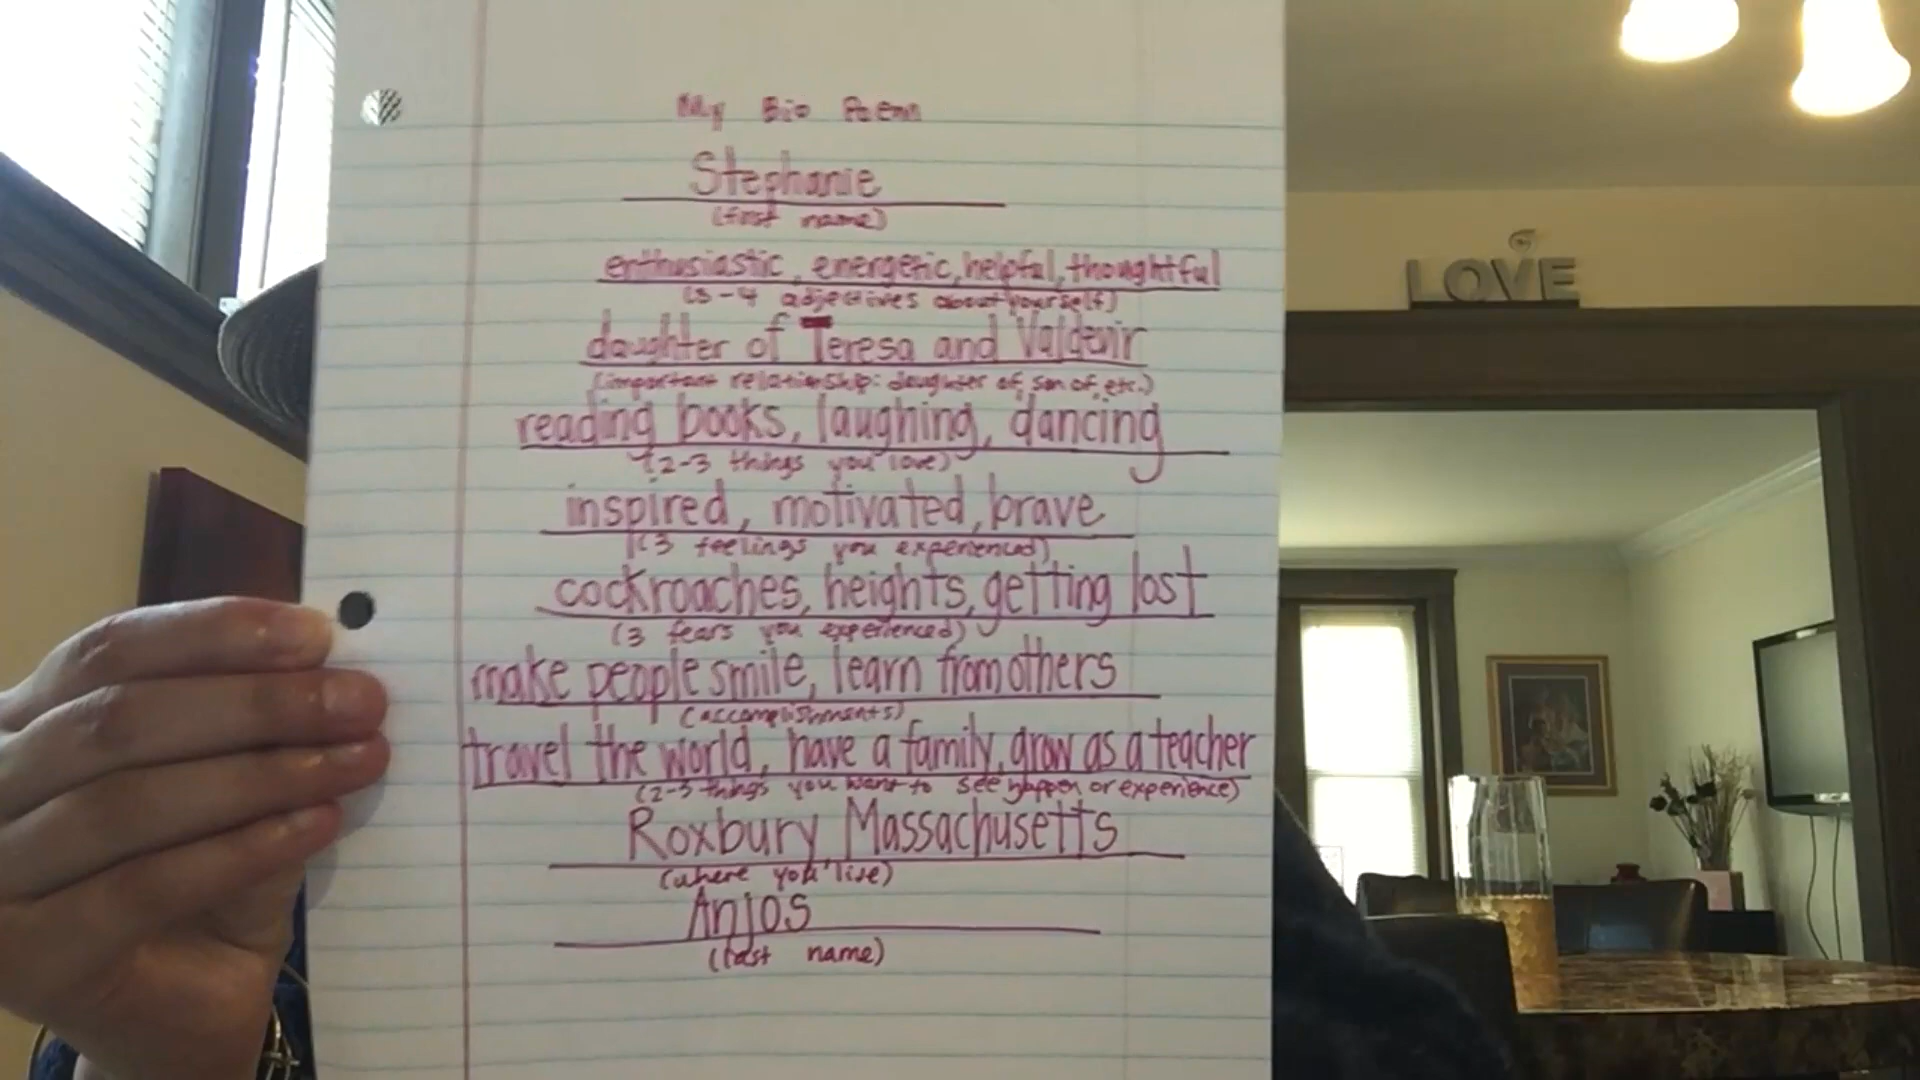 My Bio Poem
Stephanie
(first name)
enthusiastic, energetic, helpful, thoughtful
(3-4 adjectives about yourself)
daughter of Teresa and Valdenir
(important relationship: daughter of, son of, etc.)
reading books, laughing, dancing
(2-3 things you love)
inspired, motivated, brave
(3 feelings you experienced)
cockroaches, heights, getting lost
(3 fears you experienced)
make people smile, learn from others
(accomplishments)
travel the world, have a family, grow as a teacher
(2-3 things you want to see happen or experience)
Roxbury, Massachusetts
(where you live)
Anjos
(last name)
LOVE